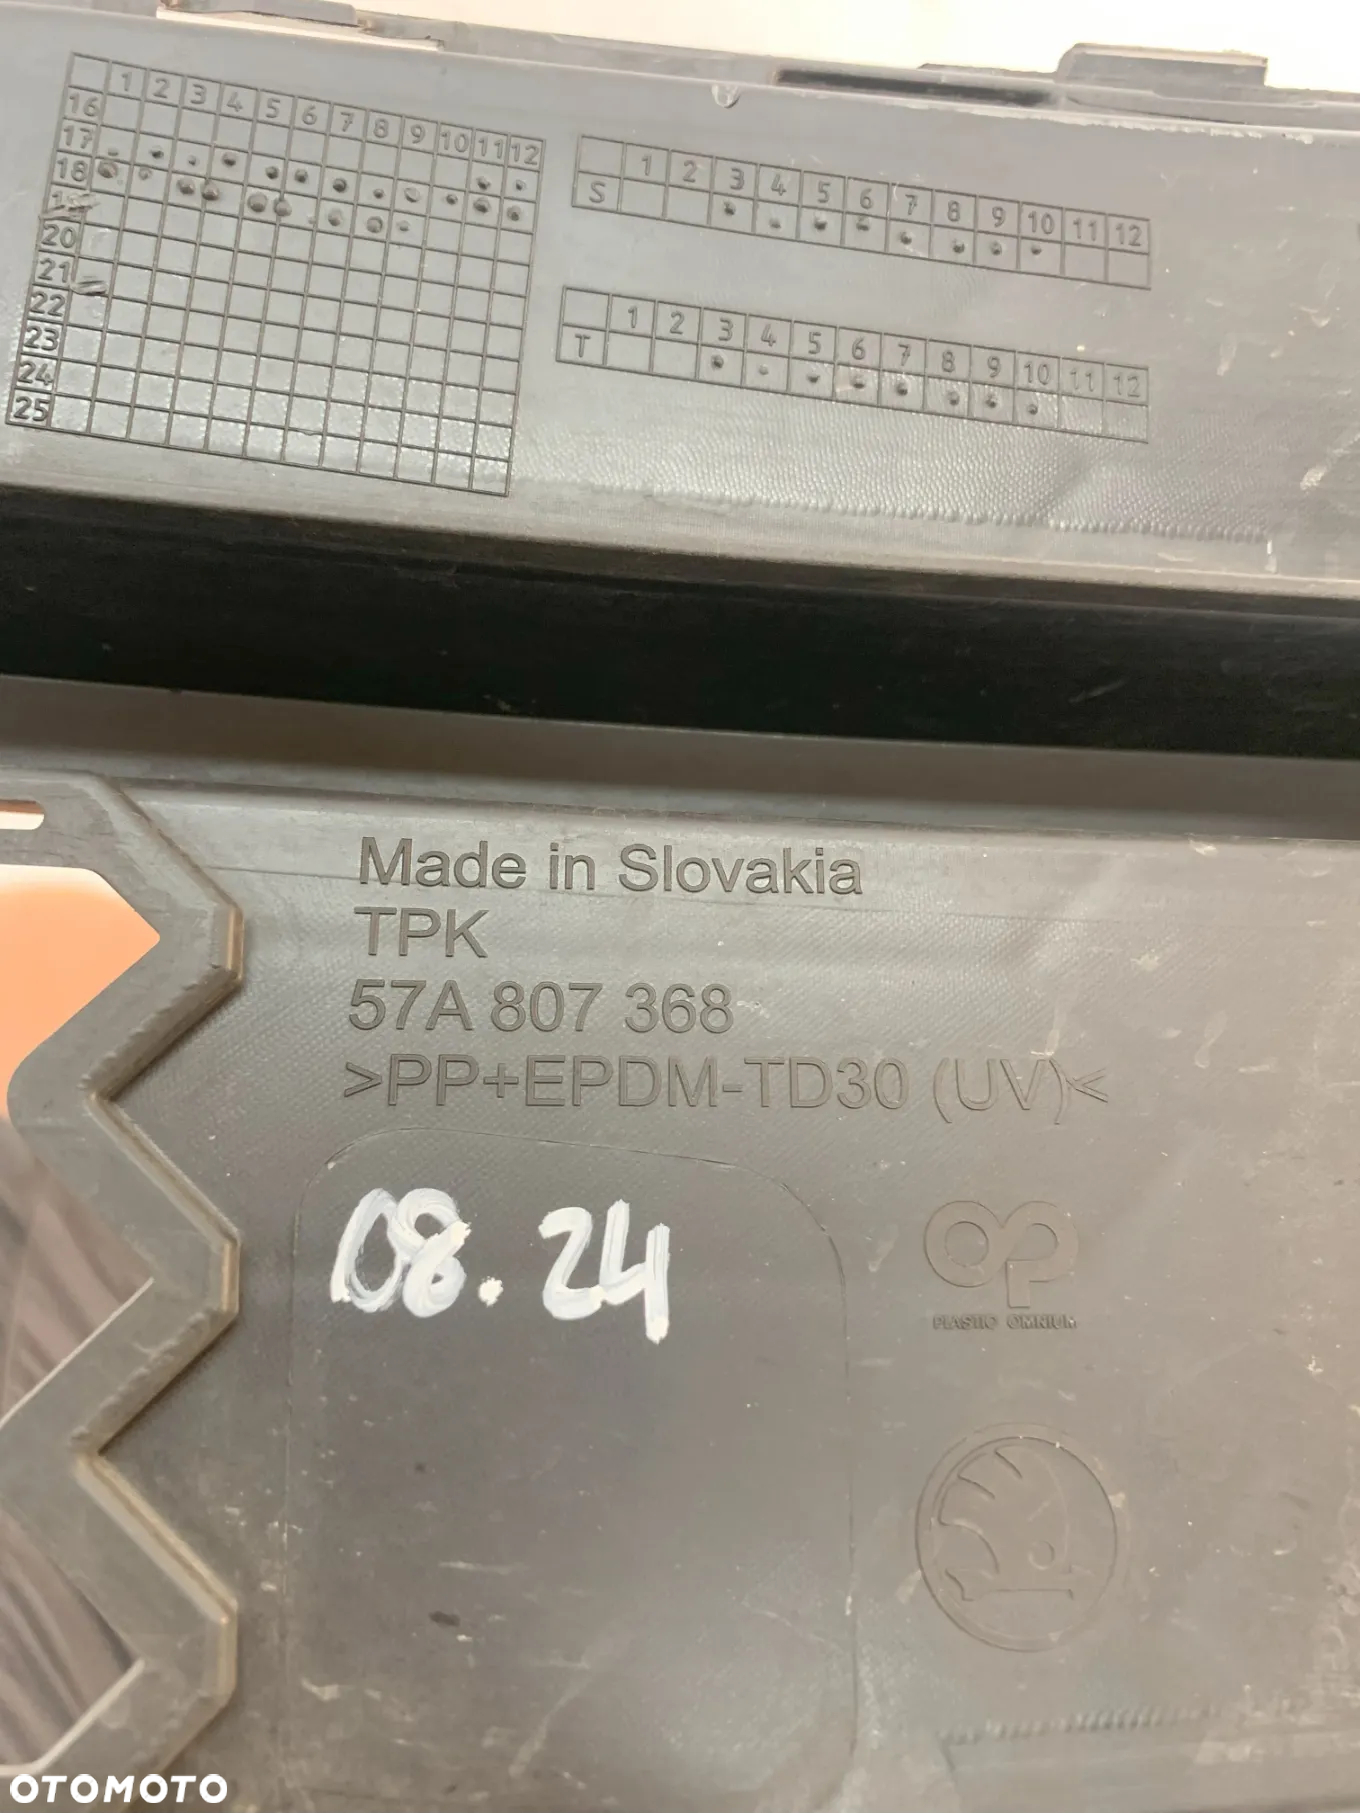 1 2 3 4 5 6 7 8 9 10 11 12
16
17
18
20
21
22
23
24
25
1 2 3 4 5 6 7 8 9 10 11 12
S
1 2 3 4 5 6 7 8 9 10 11 12
T
Made in Slovakia
TPK
57A 807 368
>PP+EPDM-TD30 (UV)<
08.24
OP
PLASTIC OMNIUM
OTOMOTO